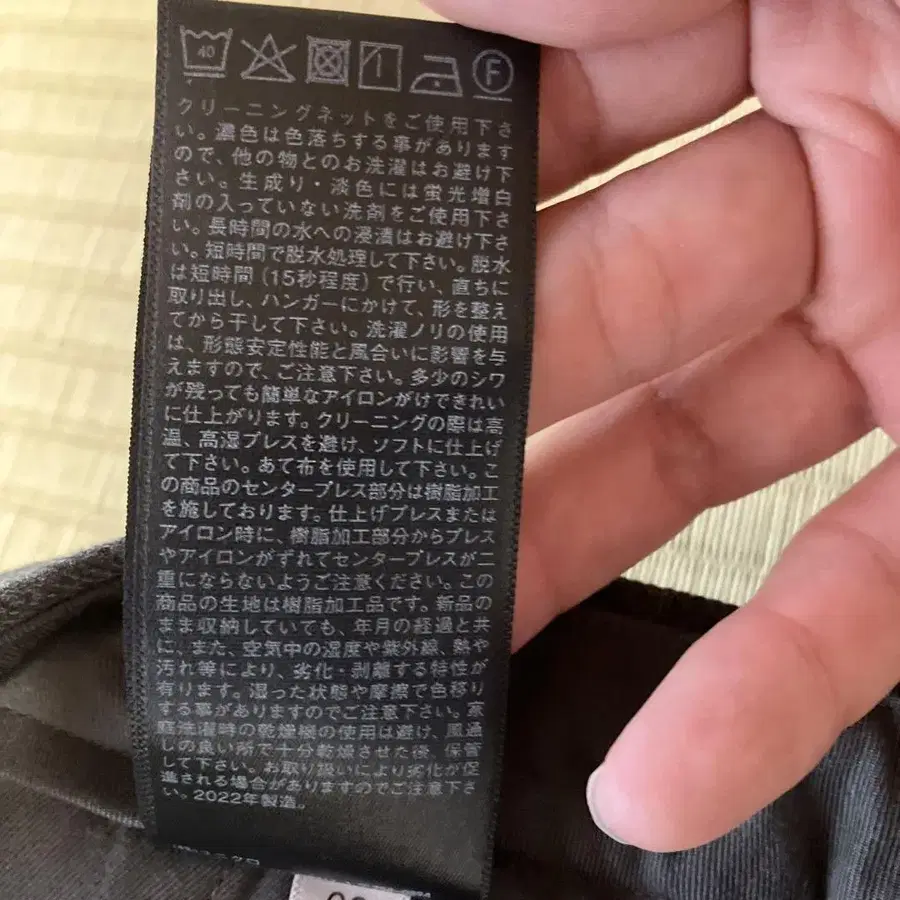 40
F
クリーニングネットをご使用下さ
い。濃色は色落ちする事があります
ので、他の物とのお洗濯はお避け下
さい。生成り・淡色には蛍光増白
剤の入っていない洗剤をご使用下さ
い。長時間の水への浸漬はお避け下さ
い。短時間で脱水処理して下さい。脱水
は短時間(15秒程度)で行い、直ちに
取り出し、ハンガーにかけて、形を整え
てから干して下さい。洗濯ノリの使用
は、形態安定性能と風合いに影響を与
えますので、ご注意下さい。多少のシワ
が残っても簡単なアイロンがけできれい
に仕上がります。クリーニングの際は高
温、高湿プレスを避け、ソフトに仕上げ
て下さい。あて布を使用して下さい。こ
の商品のセンタープレス部分は樹脂加工
を施しております。仕上げプレスまたは
アイロン時に、樹脂加工部分からプレス
やアイロンがずれてセンタープレスが二
重にならないようご注意ください。この
商品の生地は樹脂加工品です。新品の
まま収納していても、年月の経過と共
に、また、空気中の湿度や紫外線、熱や
汚れ等により、劣化・剥離する特性が
有ります。湿った状態や摩擦で色移り
する事がありますのでご注意下さい。家
庭洗濯時の乾燥機の使用は避け、風通
しの良い所で十分乾燥させた後、保管
して下さい。お取り扱いにより劣化が促
進される場合がありますのでご注意下さ
い。2022年製造。